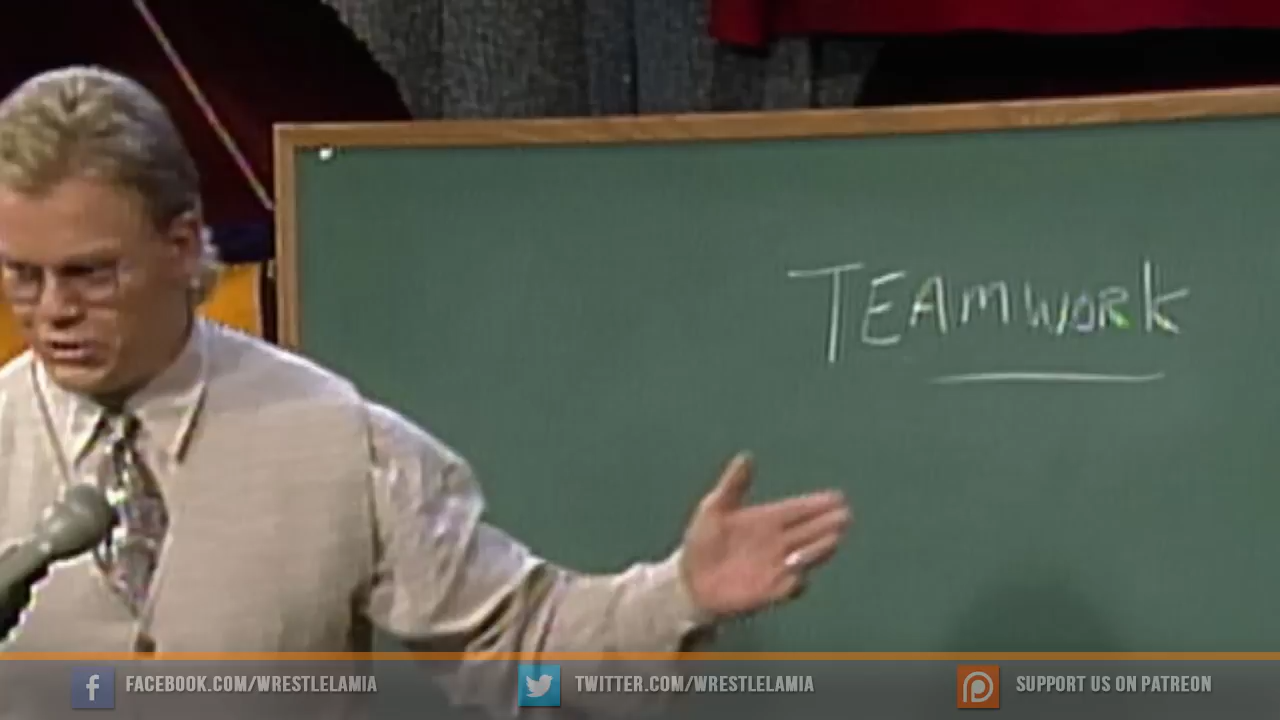 TEAMWORK
FACEBOOK.COM/WRESTLELAMIA
TWITTER.COM/WRESTLELAMIA
SUPPORT US ON PATREON